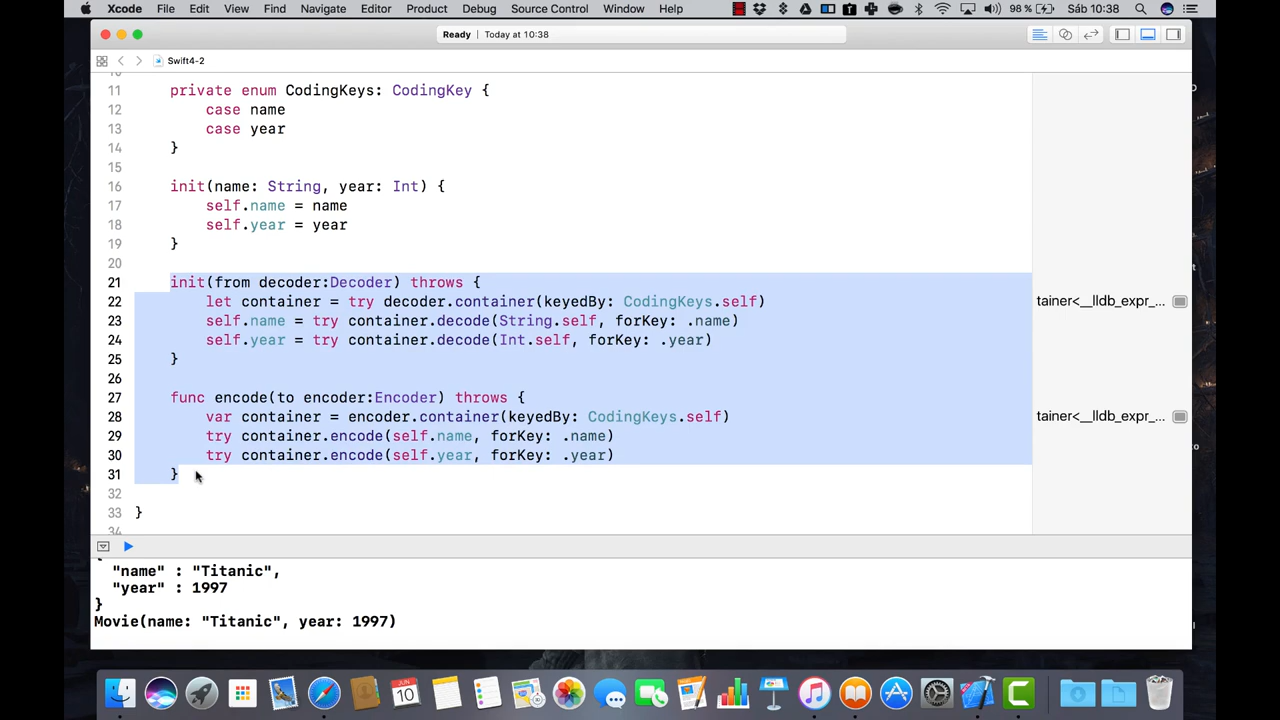 Xcode File Edit View Find Navigate Editor Product Debug Source Control Window Help 98 % Sáb 10:38
Ready | Today at 10:38
Swift4-2
11 private enum CodingKeys: CodingKey {
12 case name
13 case year
14 }
15
16 init(name: String, year: Int) {
17 self.name = name
18 self.year = year
19 }
20
21 init(from decoder:Decoder) throws {
22 let container = try decoder.container(keyedBy: CodingKeys.self) tainer<__lldb_expr_...
23 self.name = try container.decode(String.self, forKey: .name)
24 self.year = try container.decode(Int.self, forKey: .year)
25 }
26
27 func encode(to encoder:Encoder) throws {
28 var container = encoder.container(keyedBy: CodingKeys.self) tainer<__lldb_expr_...
29 try container.encode(self.name, forKey: .name)
30 try container.encode(self.year, forKey: .year)
31 }
32
33 }
34
{
"name" : "Titanic",
"year" : 1997
}
Movie(name: "Titanic", year: 1997)
JUN
10